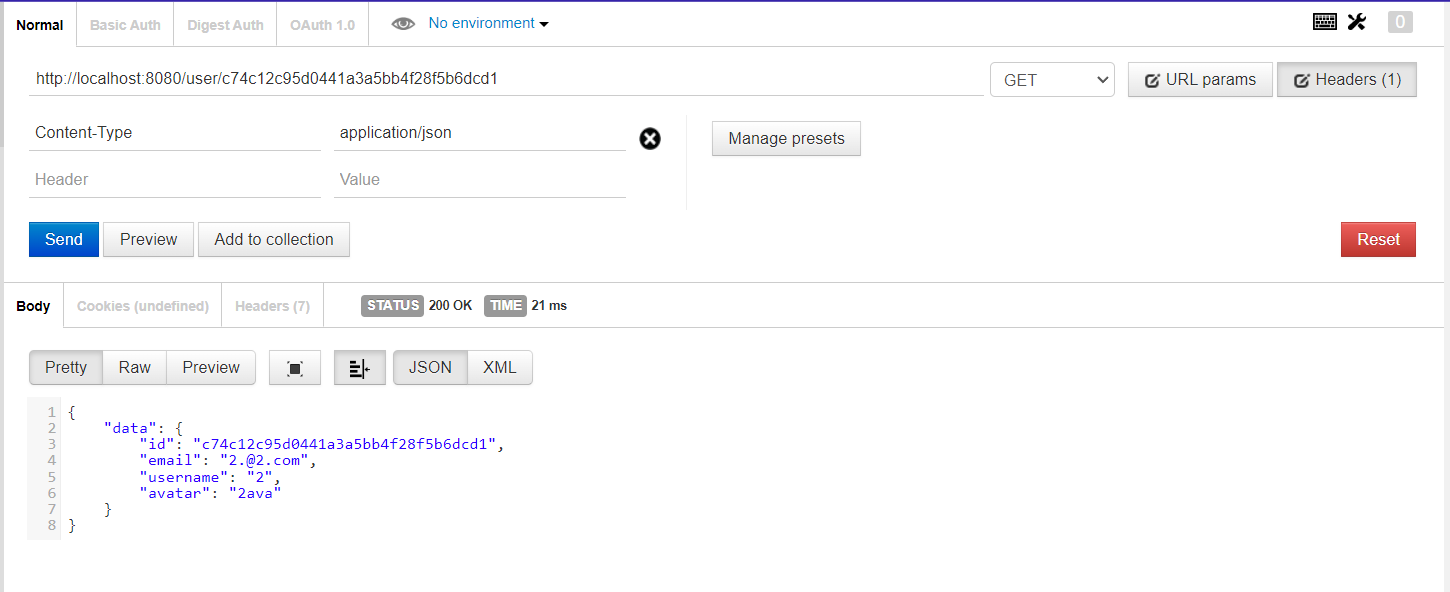 Normal Basic Auth Digest Auth OAuth 1.0 No environment 0
http://localhost:8080/user/c74c12c95d0441a3a5bb4f28f5b6dcd1 GET URL params Headers (1)
Content-Type application/json Manage presets
Header Value
Send Preview Add to collection Reset
Body Cookies (undefined) Headers (7) STATUS 200 OK TIME 21 ms
Pretty Raw Preview JSON XML
1 {
2 "data": {
3 "id": "c74c12c95d0441a3a5bb4f28f5b6dcd1",
4 "email": "2.@2.com",
5 "username": "2",
6 "avatar": "2ava"
7 }
8 }